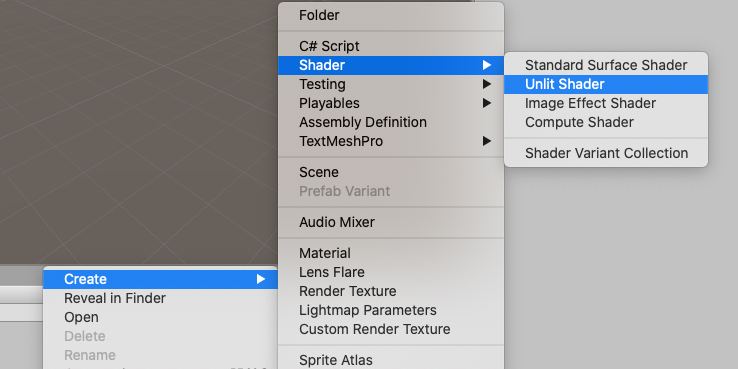 Folder
C# Script
Shader
Testing
Playables
Assembly Definition
TextMeshPro
Scene
Prefab Variant
Audio Mixer
Material
Lens Flare
Render Texture
Lightmap Parameters
Custom Render Texture
Sprite Atlas
Standard Surface Shader
Unlit Shader
Image Effect Shader
Compute Shader
Shader Variant Collection
Create
Reveal in Finder
Open
Delete
Rename